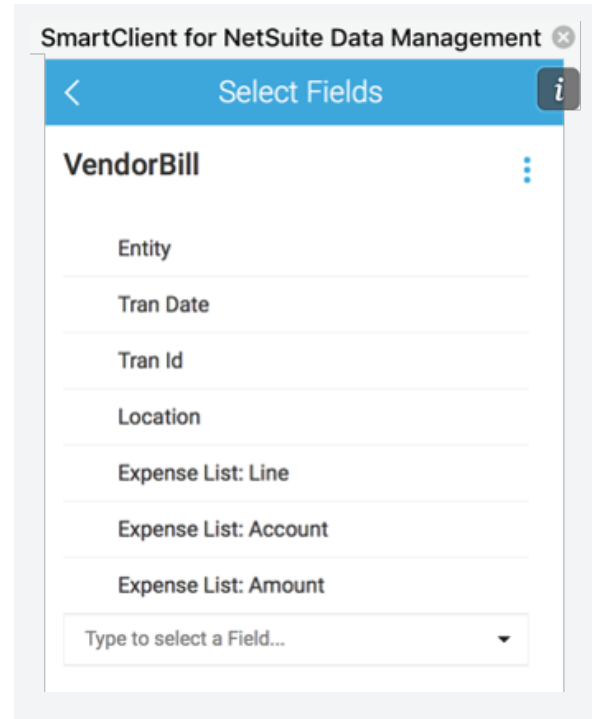 SmartClient for NetSuite Data Management
Select Fields
i
VendorBill
Entity
Tran Date
Tran Id
Location
Expense List: Line
Expense List: Account
Expense List: Amount
Type to select a Field...